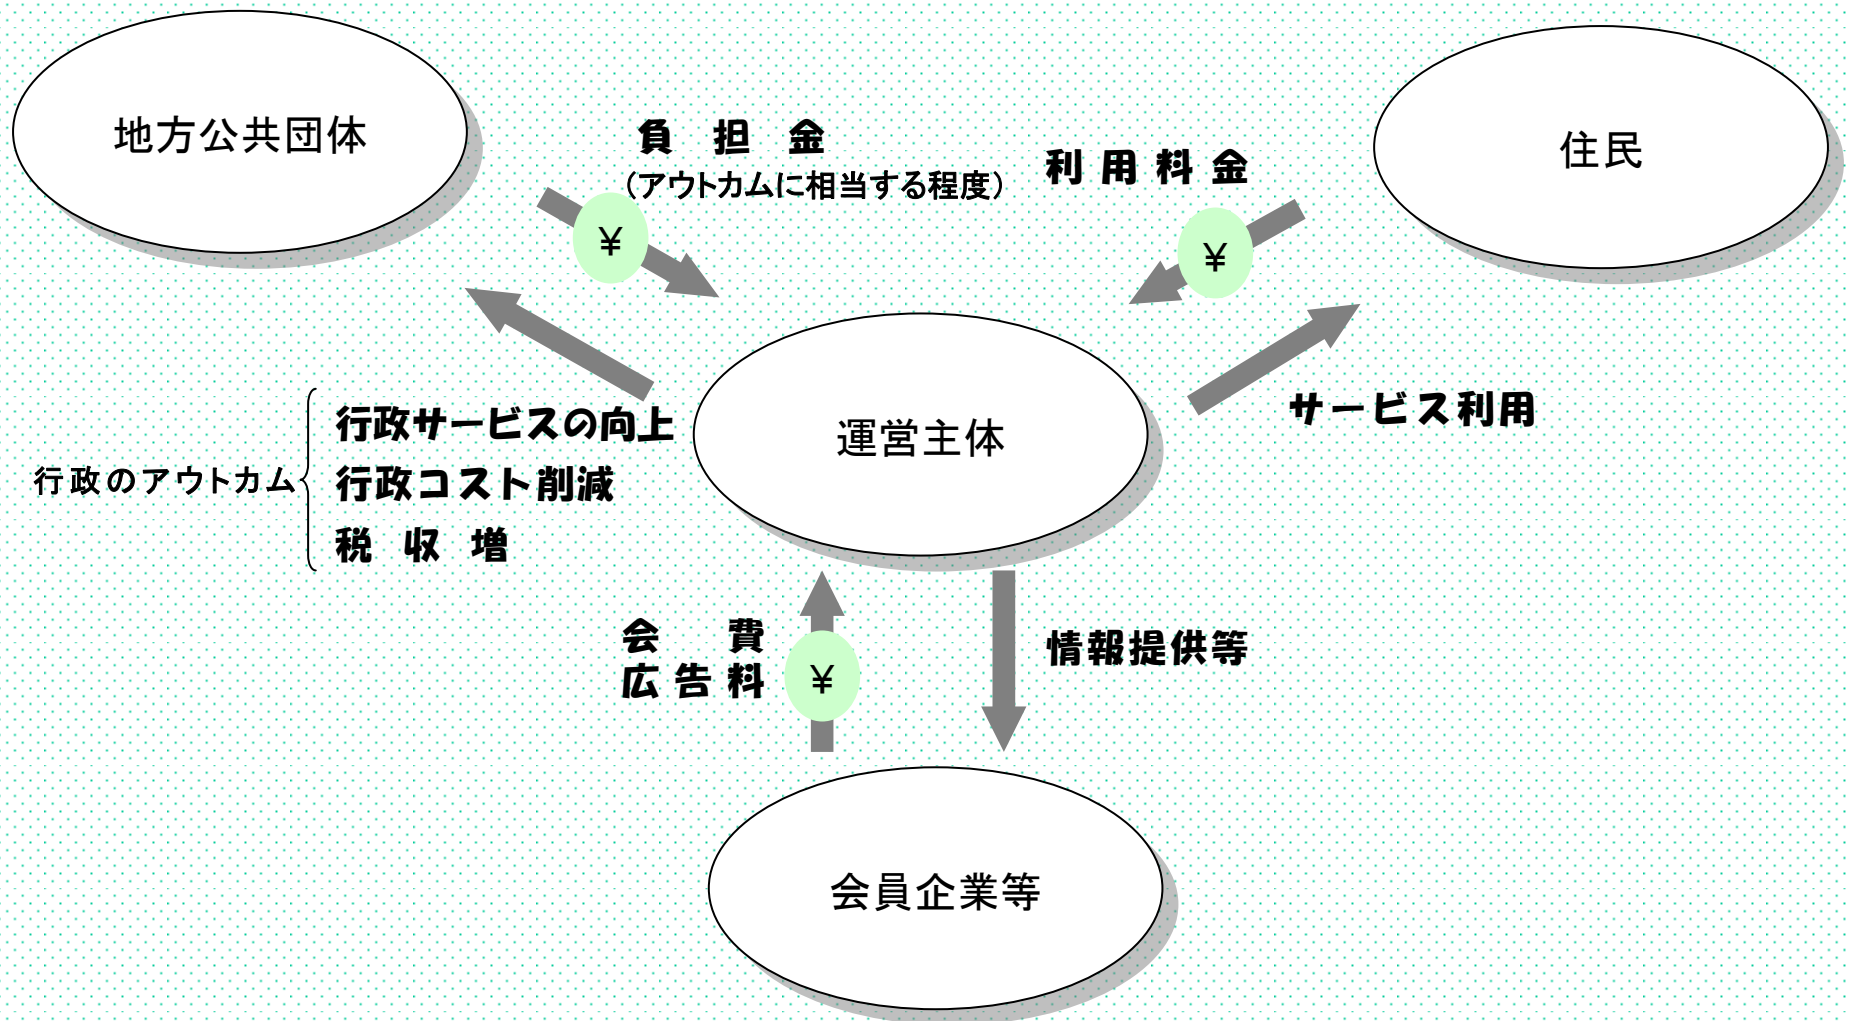 地方公共団体
住民
負担金
（アウトカムに相当する程度）
利用料金
¥
¥
運営主体
サービス利用
行政のアウトカム
行政サービスの向上
行政コスト削減
税収増
会費
広告料
¥
情報提供等
会員企業等